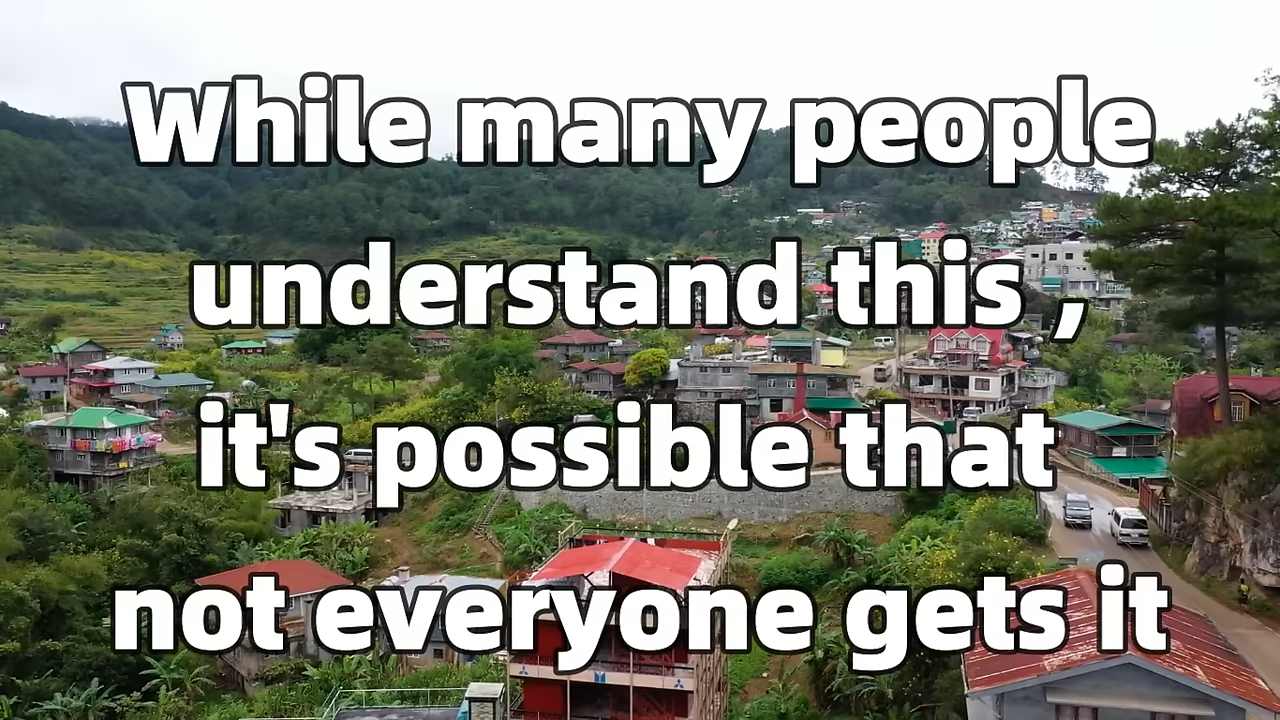 While many people
understand this ,
it's possible that
not everyone gets it